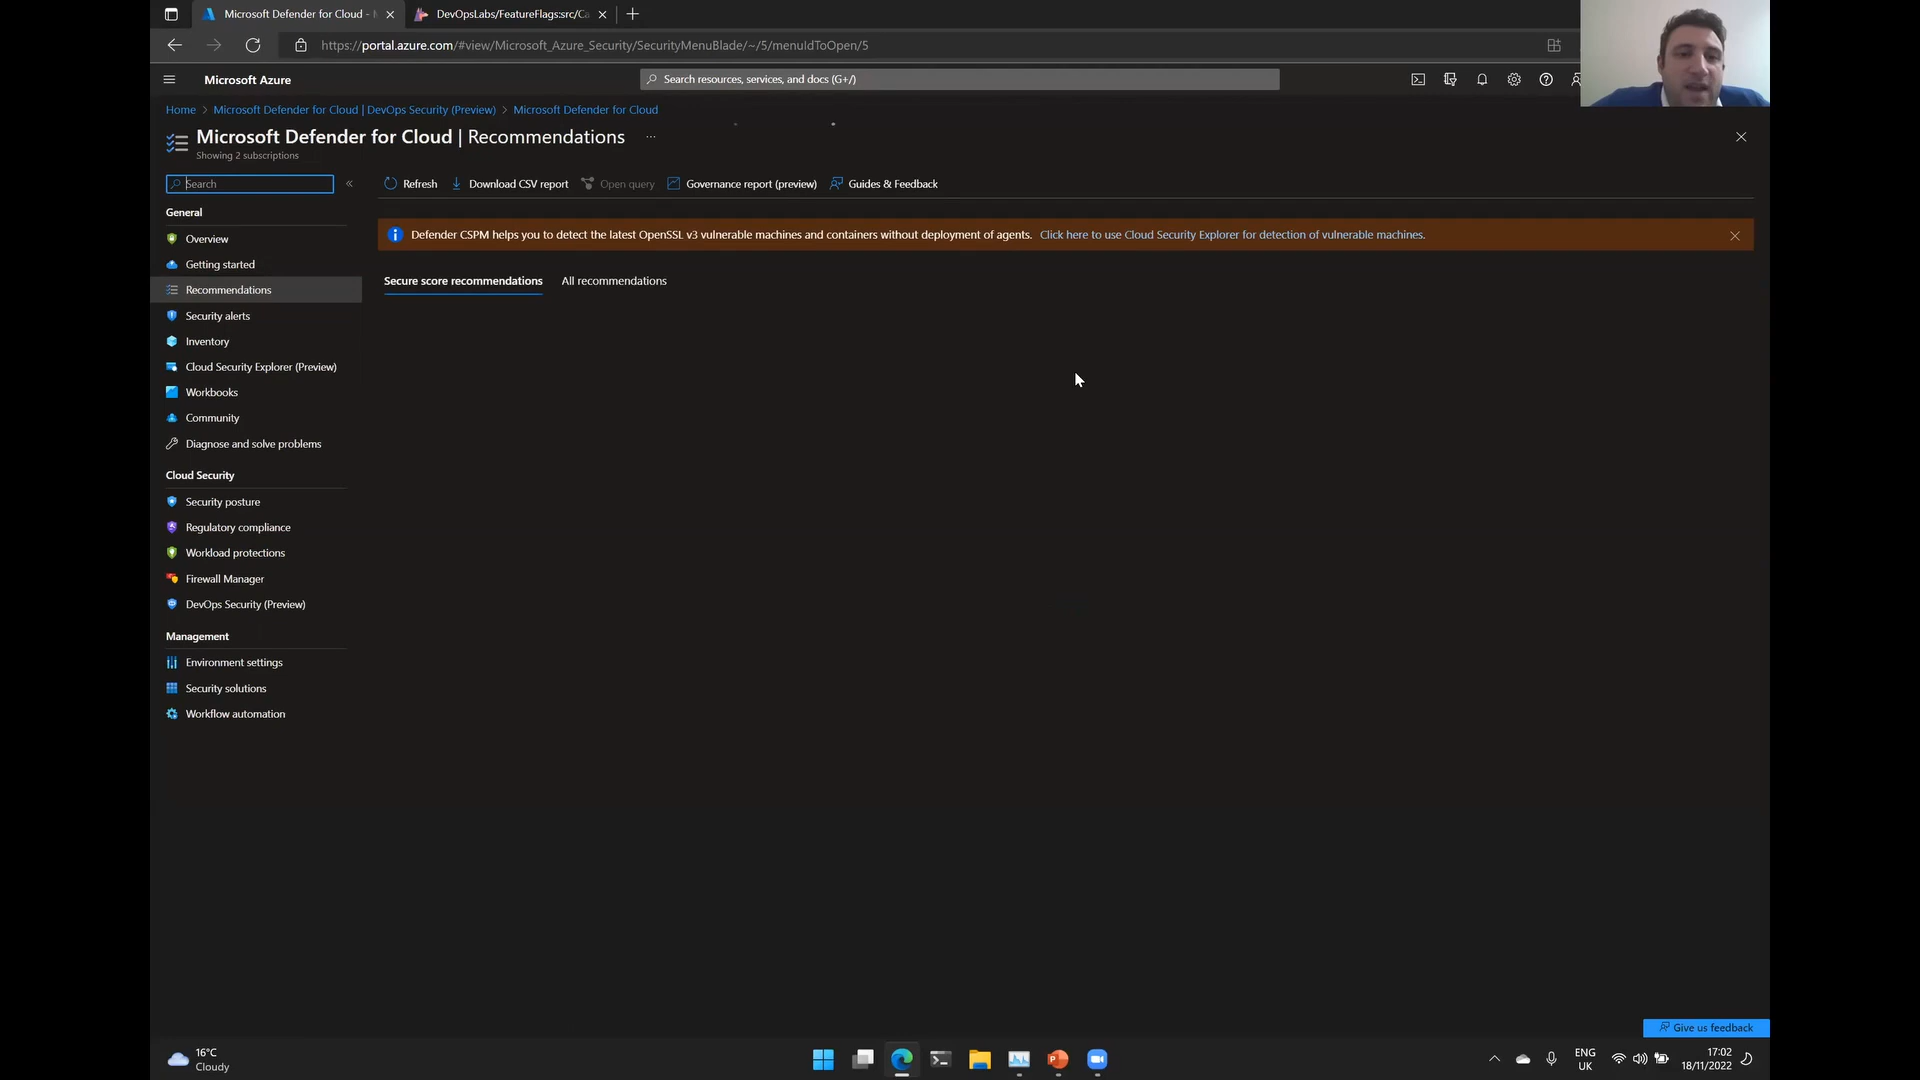 Microsoft Defender for Cloud -
DevOpsLabs/FeatureFlags:src/Ca
https://portal.azure.com/#view/Microsoft_Azure_Security/SecurityMenuBlade/~/5/menuIdToOpen/5
Microsoft Azure
Search resources, services, and docs (G+/)
Home > Microsoft Defender for Cloud | DevOps Security (Preview) > Microsoft Defender for Cloud
Microsoft Defender for Cloud | Recommendations ...
Showing 2 subscriptions
Search
«
Refresh
Download CSV report
Open query
Governance report (preview)
Guides & Feedback
General
Overview
Getting started
Recommendations
Security alerts
Inventory
Cloud Security Explorer (Preview)
Workbooks
Community
Diagnose and solve problems
Cloud Security
Security posture
Regulatory compliance
Workload protections
Firewall Manager
DevOps Security (Preview)
Management
Environment settings
Security solutions
Workflow automation
Defender CSPM helps you to detect the latest OpenSSL v3 vulnerable machines and containers without deployment of agents. Click here to use Cloud Security Explorer for detection of vulnerable machines.
Secure score recommendations
All recommendations
Give us feedback
16°C
Cloudy
ENG
UK
17:02
18/11/2022